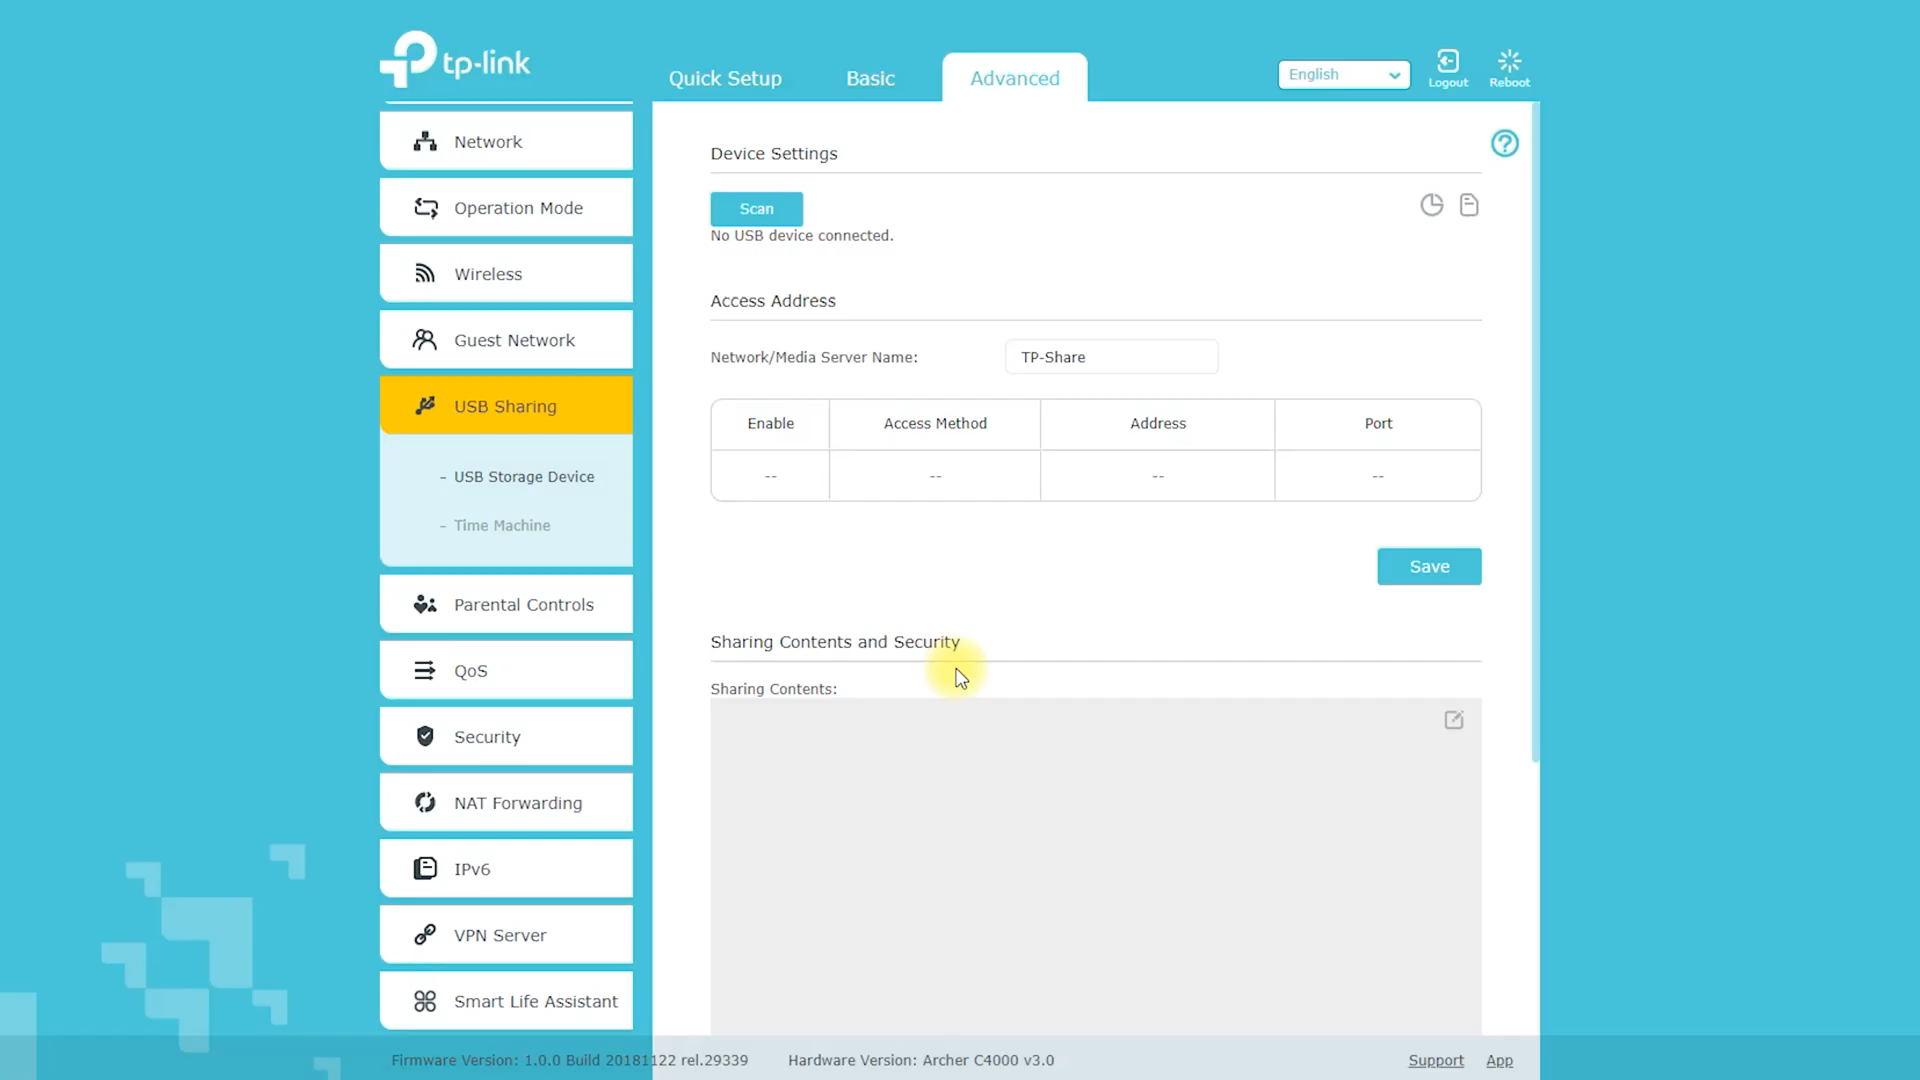 tp-link
Quick Setup
Basic
Advanced
English
Logout
Reboot
Network
Operation Mode
Wireless
Guest Network
USB Sharing
- USB Storage Device
- Time Machine
Parental Controls
QoS
Security
NAT Forwarding
IPv6
VPN Server
Smart Life Assistant
Device Settings
Scan
No USB device connected.
Access Address
Network/Media Server Name: TP-Share
Enable Access Method Address Port
-- -- -- --
Save
Sharing Contents and Security
Sharing Contents:
Firmware Version: 1.0.0 Build 20181122 rel.29339 Hardware Version: Archer C4000 v3.0 Support App